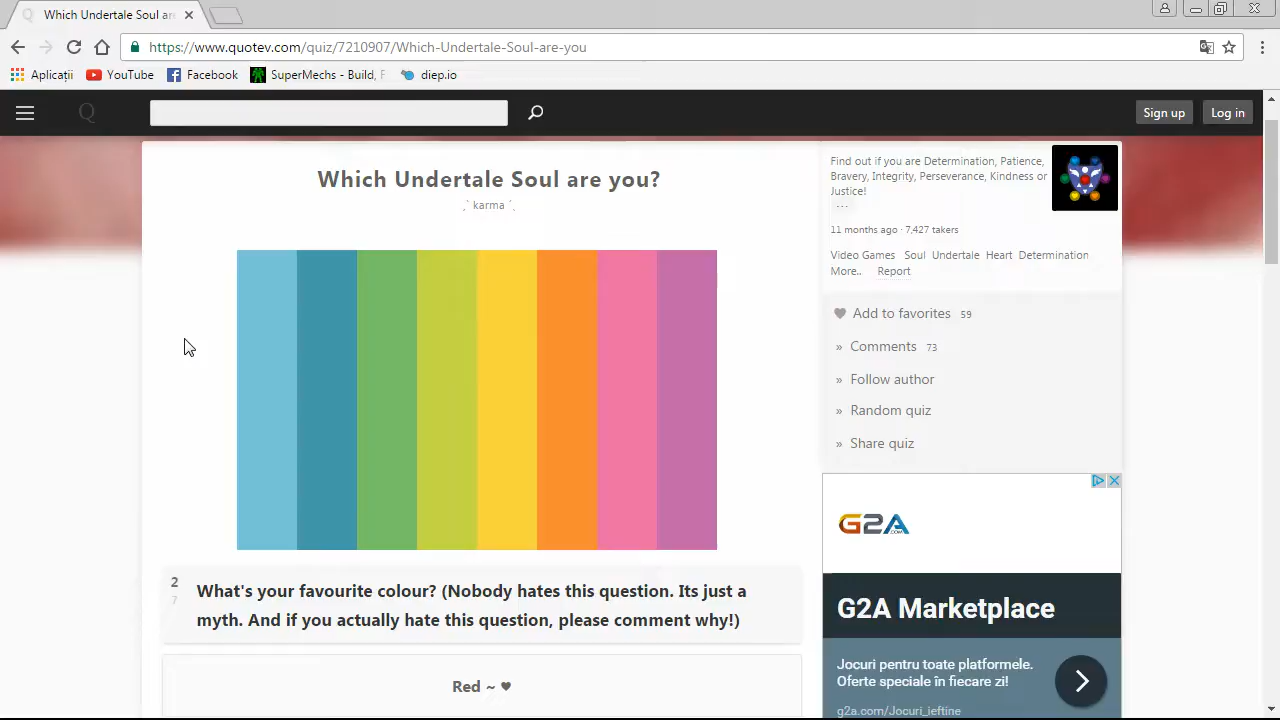 Which Undertale Soul are
https://www.quotev.com/quiz/7210907/Which-Undertale-Soul-are-you
Aplicații
YouTube
Facebook
SuperMechs - Build, F
diep.io
Q
Sign up
Log in
Which Undertale Soul are you?
¸˙ karma ˙¸
2
7
What's your favourite colour? (Nobody hates this question. Its just a
myth. And if you actually hate this question, please comment why!)
Red ~ ♥
Find out if you are Determination, Patience,
Bravery, Integrity, Perseverance, Kindness or
Justice!
...
11 months ago · 7,427 takers
Video Games Soul Undertale Heart Determination
More.. Report
Add to favorites 59
» Comments 73
» Follow author
» Random quiz
» Share quiz
G2A.COM
G2A Marketplace
Jocuri pentru toate platformele.
Oferte speciale în fiecare zi!
g2a.com/Jocuri_ieftine